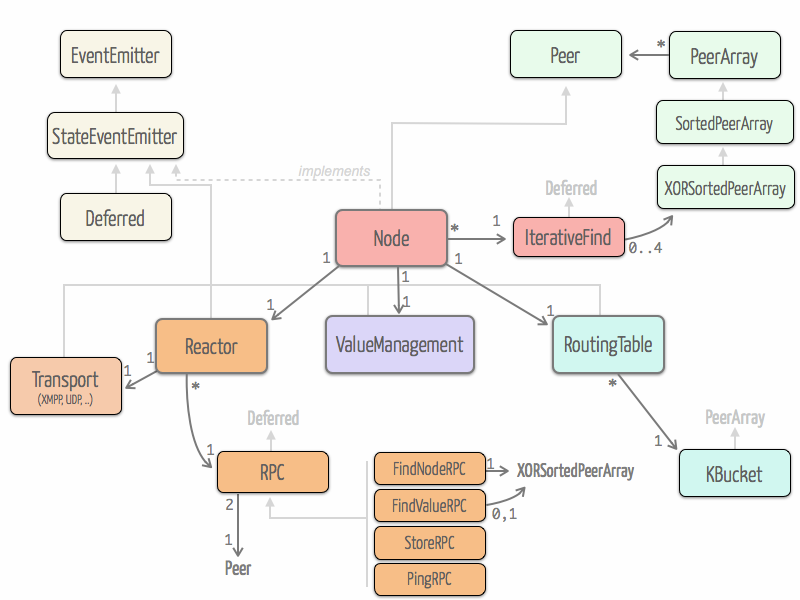 EventEmitter
Peer
*
PeerArray
StateEventEmitter
SortedPeerArray
implements
Deferred
XORSortedPeerArray
Deferred
Node
*
1
IterativeFind
0..4
1
1
1
1
1
1
Reactor
ValueManagement
RoutingTable
1
1
Transport
(XMPP, UDP, ..)
*
*
Deferred
PeerArray
1
1
RPC
FindNodeRPC
1
XORSortedPeerArray
KBucket
2
FindValueRPC
0,1
1
StoreRPC
Peer
PingRPC